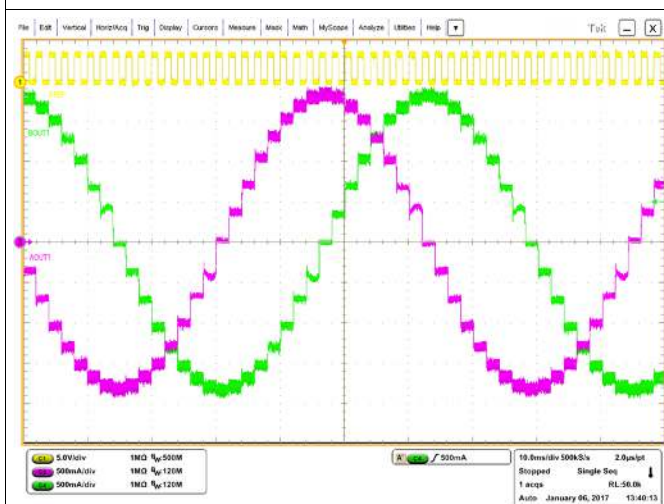 File Edit Vertical Horiz/Acq Trig Display Cursors Measure Mask Math MyScope Analyze Utilities Help Tek X
1
STEP
BOUT1
AOUT1
C1 5.0V/div 1MΩ BW:500M
500mA/div 1MΩ BW:120M
C4 500mA/div 1MΩ BW:120M
A' C4 500mA
10.0ms/div 500kS/s 2.0µs/pt
Stopped Single Seq
1 acqs RL:50.0k
Auto January 06, 2017 13:40:13